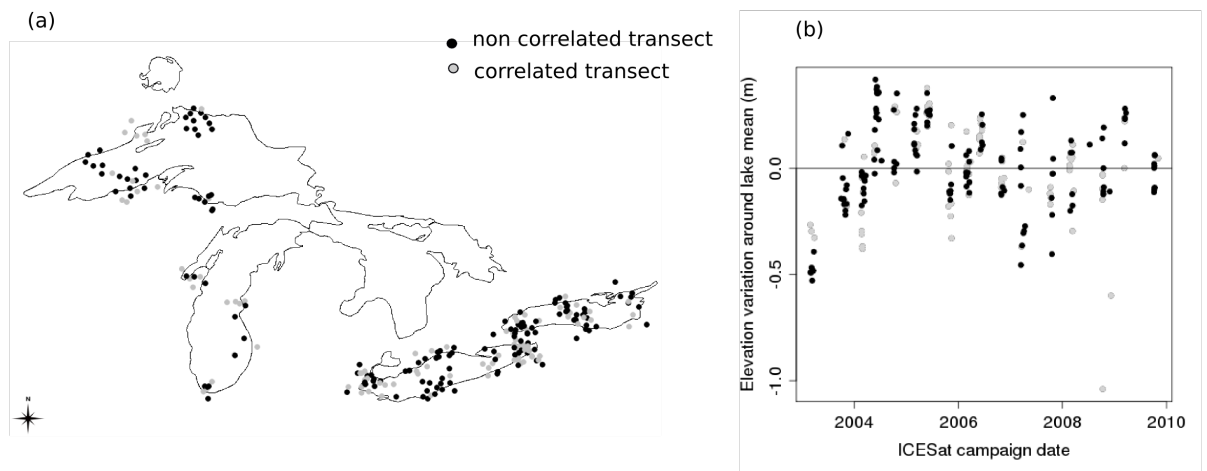 (a)
non correlated transect
correlated transect
N
(b)
Elevation variation around lake mean (m)
0.0
-0.5
-1.0
2004 2006 2008 2010
ICESat campaign date